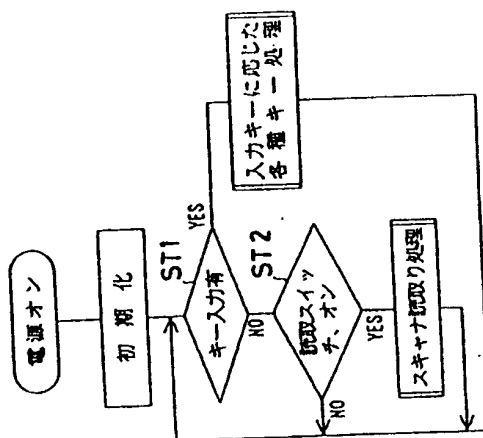 電源オン
初期化
ST1
キー入力有
YES
入力キーに応じた
各種キー処理
NO
ST2
読取スイッ
チ、オン
NO
YES
スキャナ読取り処理